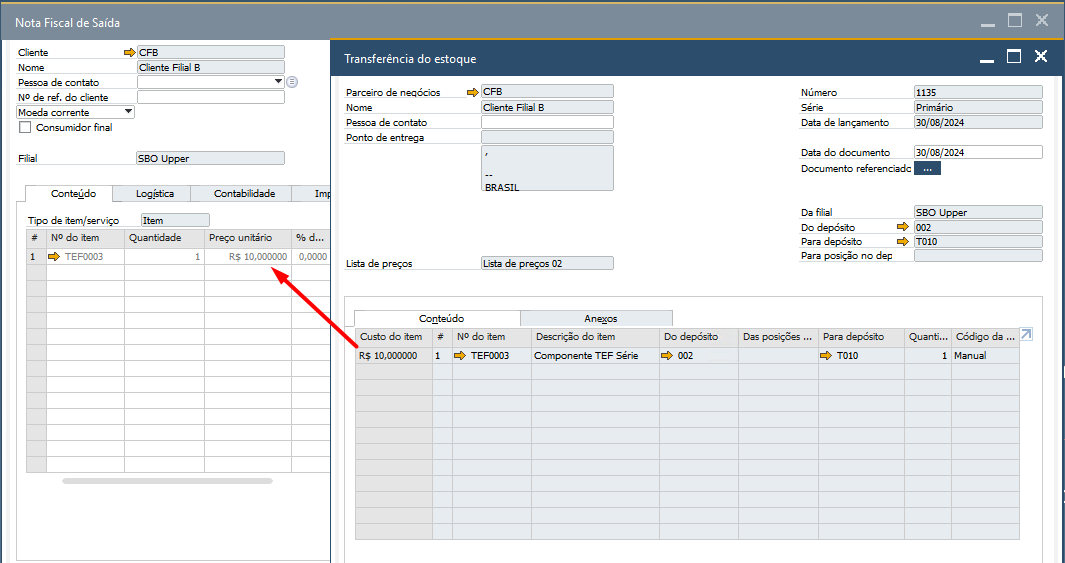 Nota Fiscal de Saída
Cliente CFB
Nome Cliente Filial B
Pessoa de contato
Nº de ref. do cliente
Moeda corrente
Consumidor final
Filial SBO Upper
Conteúdo Logística Contabilidade Imp
Tipo de item/serviço Item
# Nº do item Quantidade Preço unitário % d...
1 TEF0003 1 R$ 10,000000 0,0000
Transferência do estoque
Parceiro de negócios CFB
Nome Cliente Filial B
Pessoa de contato
Ponto de entrega
,
--
BRASIL
Lista de preços Lista de preços 02
Número 1135
Série Primário
Data de lançamento 30/08/2024
Data do documento 30/08/2024
Documento referenciado ...
Da filial SBO Upper
Do depósito 002
Para depósito T010
Para posição no dep
Conteúdo Anexos
Custo do item # Nº do item Descrição do item Do depósito Das posições ... Para depósito Quanti... Código da ...
R$ 10,000000 1 TEF0003 Componente TEF Série 002 T010 1 Manual